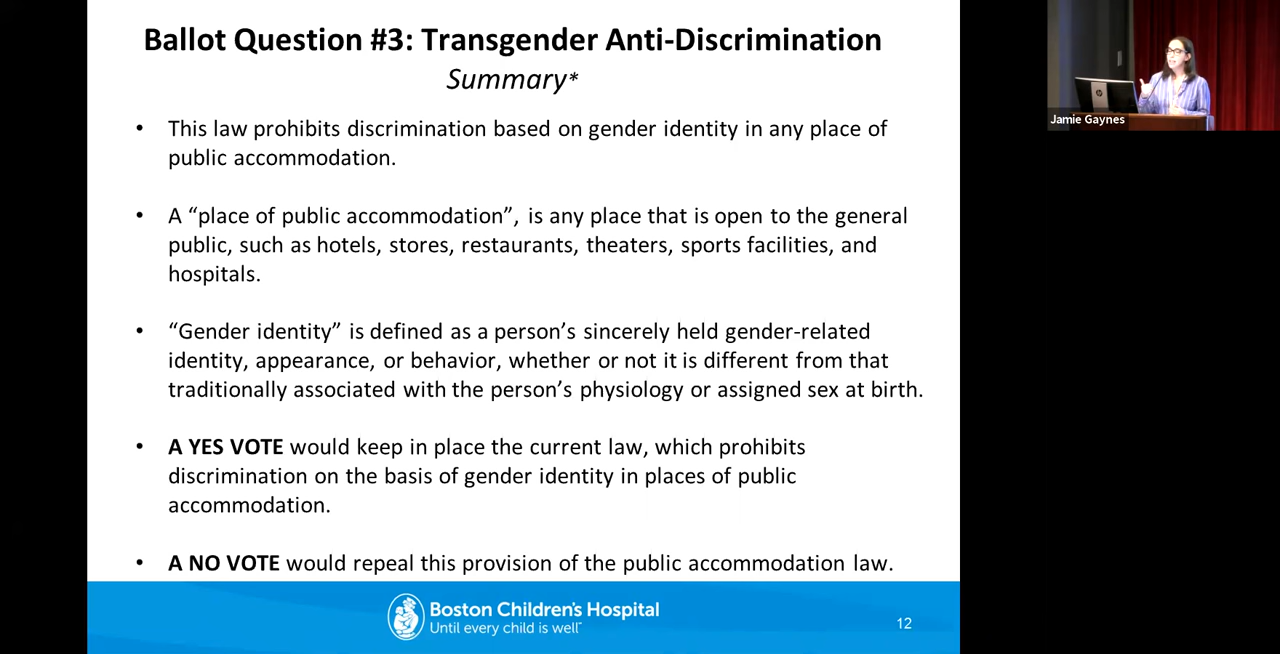 Ballot Question #3: Transgender Anti-Discrimination
Summary*
• This law prohibits discrimination based on gender identity in any place of
public accommodation.
• A “place of public accommodation”, is any place that is open to the general
public, such as hotels, stores, restaurants, theaters, sports facilities, and
hospitals.
• “Gender identity” is defined as a person’s sincerely held gender-related
identity, appearance, or behavior, whether or not it is different from that
traditionally associated with the person’s physiology or assigned sex at birth.
• A YES VOTE would keep in place the current law, which prohibits
discrimination on the basis of gender identity in places of public
accommodation.
• A NO VOTE would repeal this provision of the public accommodation law.
Boston Children's Hospital
Until every child is well™
12
hp
Jamie Gaynes